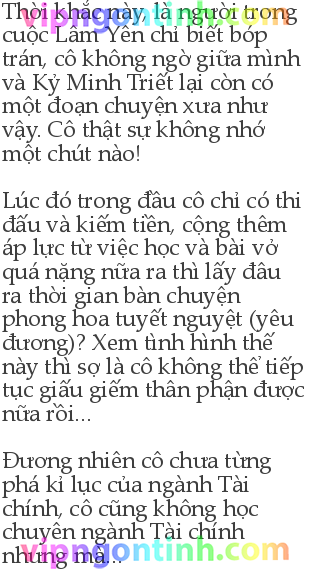 Thời khắc này, là người trong
vipngontinh.com
cuộc Lâm Yên chỉ biết bóp
trán, cô không ngờ giữa mình
và Kỷ Minh Triết lại còn có
một đoạn chuyện xưa như
vậy. Cô thật sự không nhớ
một chút nào!
Lúc đó trong đầu cô chỉ có thi
đấu và kiếm tiền, cộng thêm
áp lực từ việc học và bài vở
quá nặng nữa ra thì lấy đâu
ra thời gian bàn chuyện
phong hoa tuyết nguyệt (yêu
đương)? Xem tình hình thế
này thì sợ là cô không thể tiếp
tục giấu giếm thân phận được
nữa rồi...
Đương nhiên cô chưa từng
phá kỉ lục của ngành Tài
chính, cô cũng không học
chuyên ngành Tài chính
nhưng mà...
vipngontinh.com